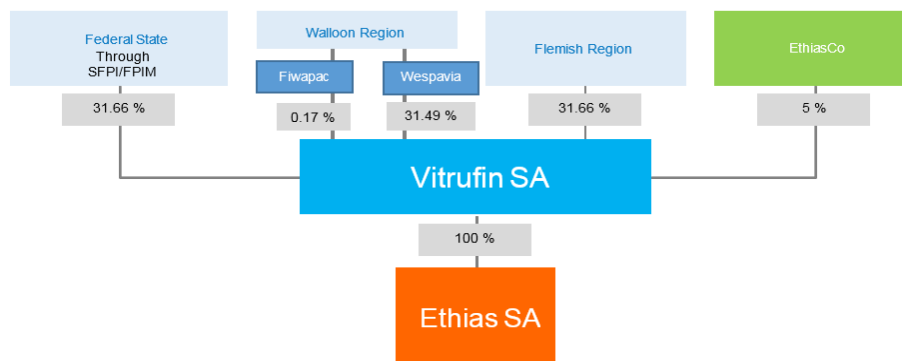 Federal State
Through
SFPI/FPIM
31.66 %
Walloon Region
Fiwapac
Wespavia
0.17 %
31.49 %
Flemish Region
31.66 %
EthiasCo
5 %
Vitrufin SA
100 %
Ethias SA